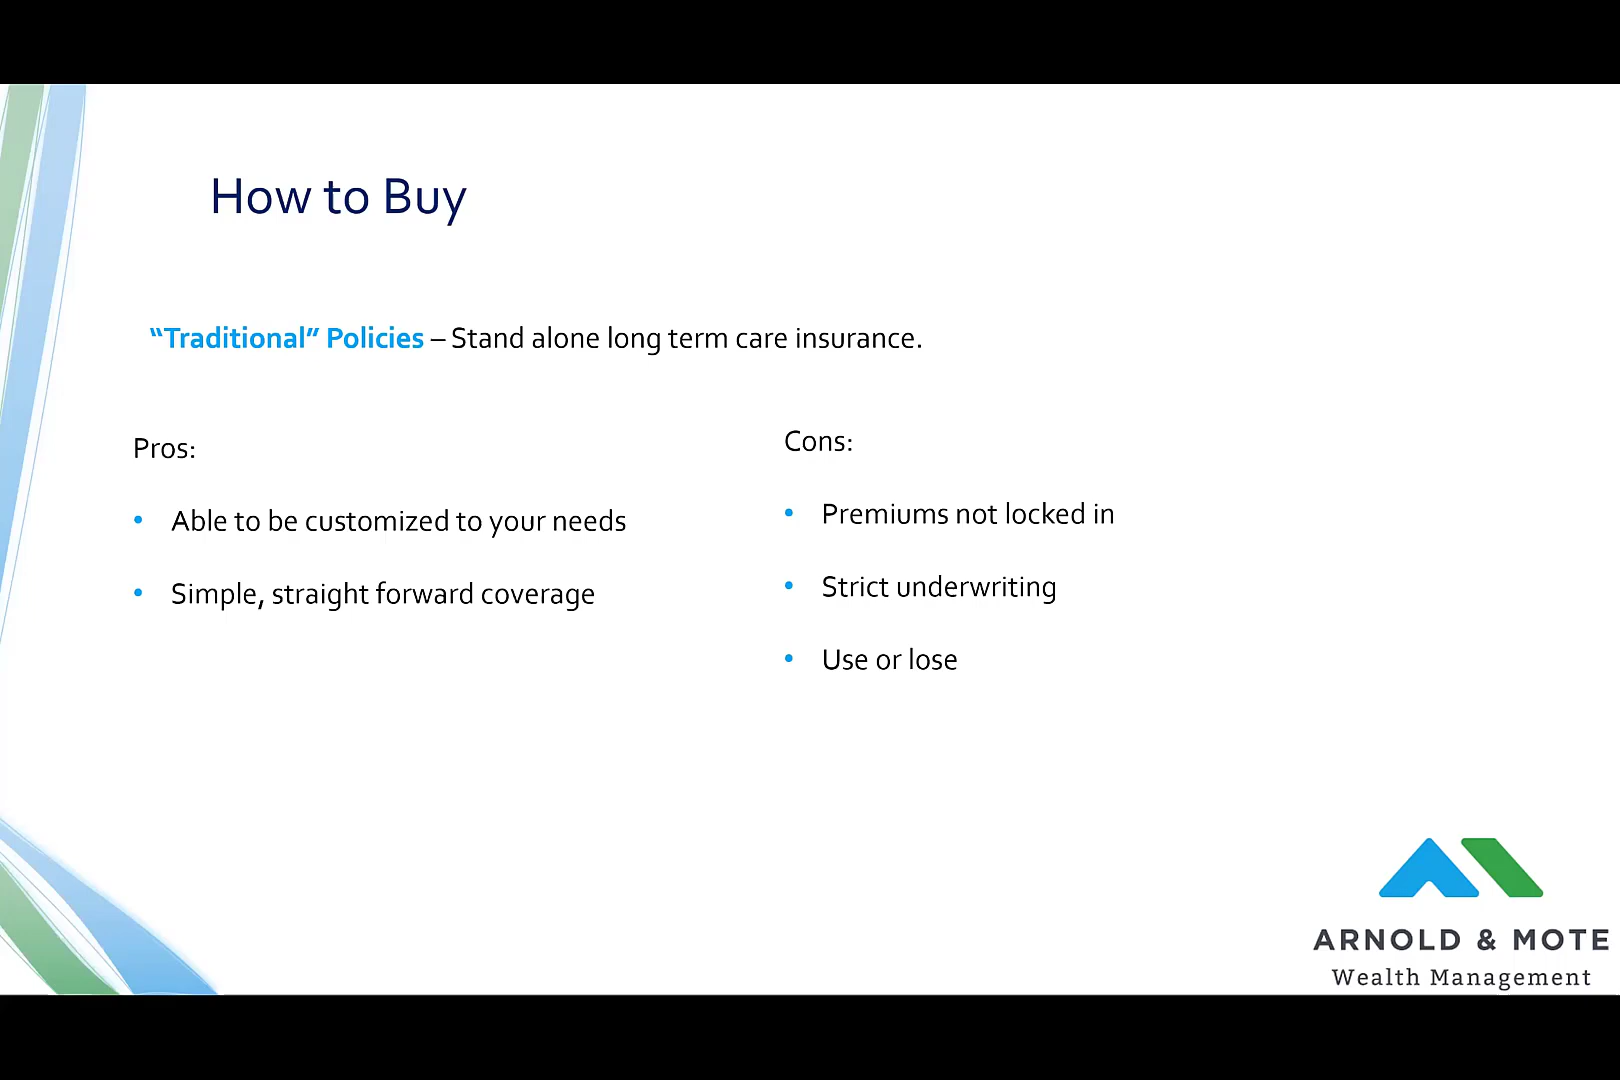 How to Buy
“Traditional” Policies – Stand alone long term care insurance.
Pros:
• Able to be customized to your needs
• Simple, straight forward coverage
Cons:
• Premiums not locked in
• Strict underwriting
• Use or lose
ARNOLD & MOTE
Wealth Management